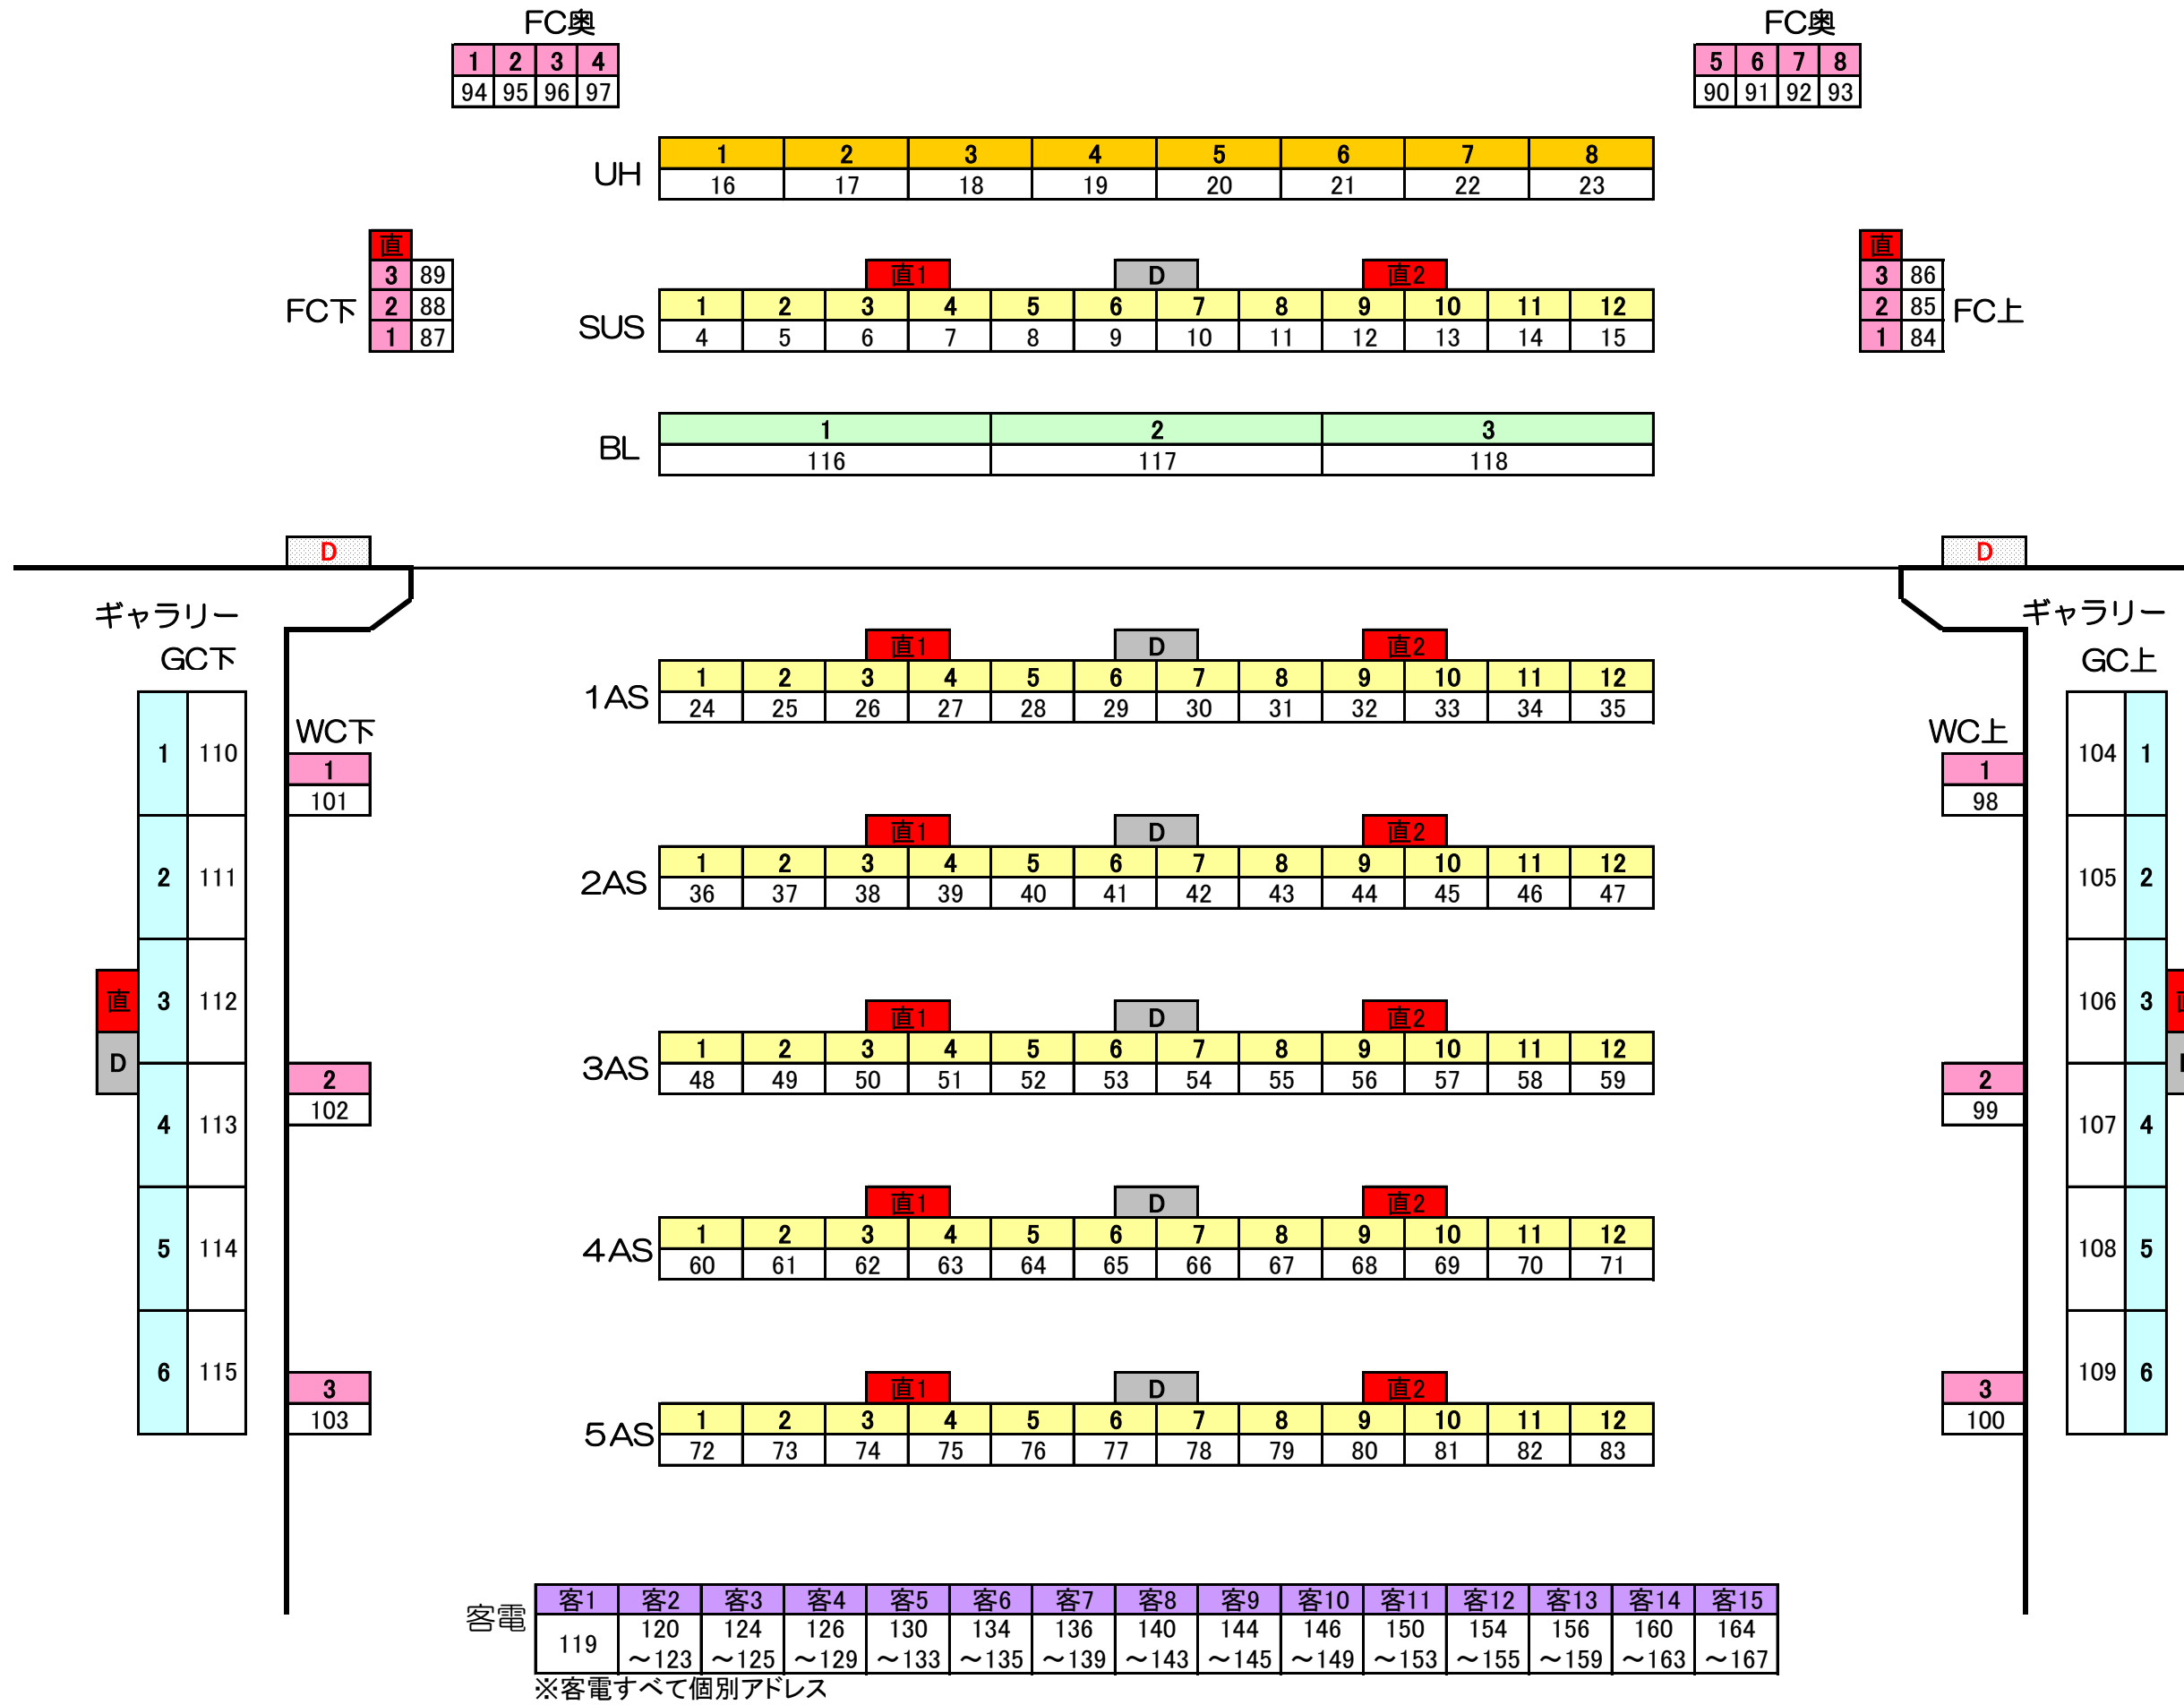 FC奥 FC奥
1 2 3 4 5 6 7 8
94 95 96 97 90 91 92 93
1 2 3 4 5 6 7 8
UH
16 17 18 19 20 21 22 23
直 直
直1 D 直2
3 89 3 86
FC下 2 88 2 85 FC上
1 87 1 84
SUS
1 2 3 4 5 6 7 8 9 10 11 12
4 5 6 7 8 9 10 11 12 13 14 15
BL
1 2 3
116 117 118
D D
ギャラリー ギャラリー
GC下 GC上
直1 D 直2
1AS
1 2 3 4 5 6 7 8 9 10 11 12
24 25 26 27 28 29 30 31 32 33 34 35
WC下 WC上
1 110 1 1 104 1
101 98
直1 D 直2
2AS
1 2 3 4 5 6 7 8 9 10 11 12
36 37 38 39 40 41 42 43 44 45 46 47
2 111 105 2
直 3 112 106 3
D D
直1 D 直2
3AS
1 2 3 4 5 6 7 8 9 10 11 12
48 49 50 51 52 53 54 55 56 57 58 59
2 2
102 99
4 113 107 4
直1 D 直2
4AS
1 2 3 4 5 6 7 8 9 10 11 12
60 61 62 63 64 65 66 67 68 69 70 71
5 114 108 5
6 115 109 6
3 3
103 100
直1 D 直2
5AS
1 2 3 4 5 6 7 8 9 10 11 12
72 73 74 75 76 77 78 79 80 81 82 83
客電
客1 客2 客3 客4 客5 客6 客7 客8 客9 客10 客11 客12 客13 客14 客15
119 120 124 126 130 134 136 140 144 146 150 154 156 160 164
～123 ～125 ～129 ～133 ～135 ～139 ～143 ～145 ～149 ～153 ～155 ～159 ～163 ～167
※客電すべて個別アドレス